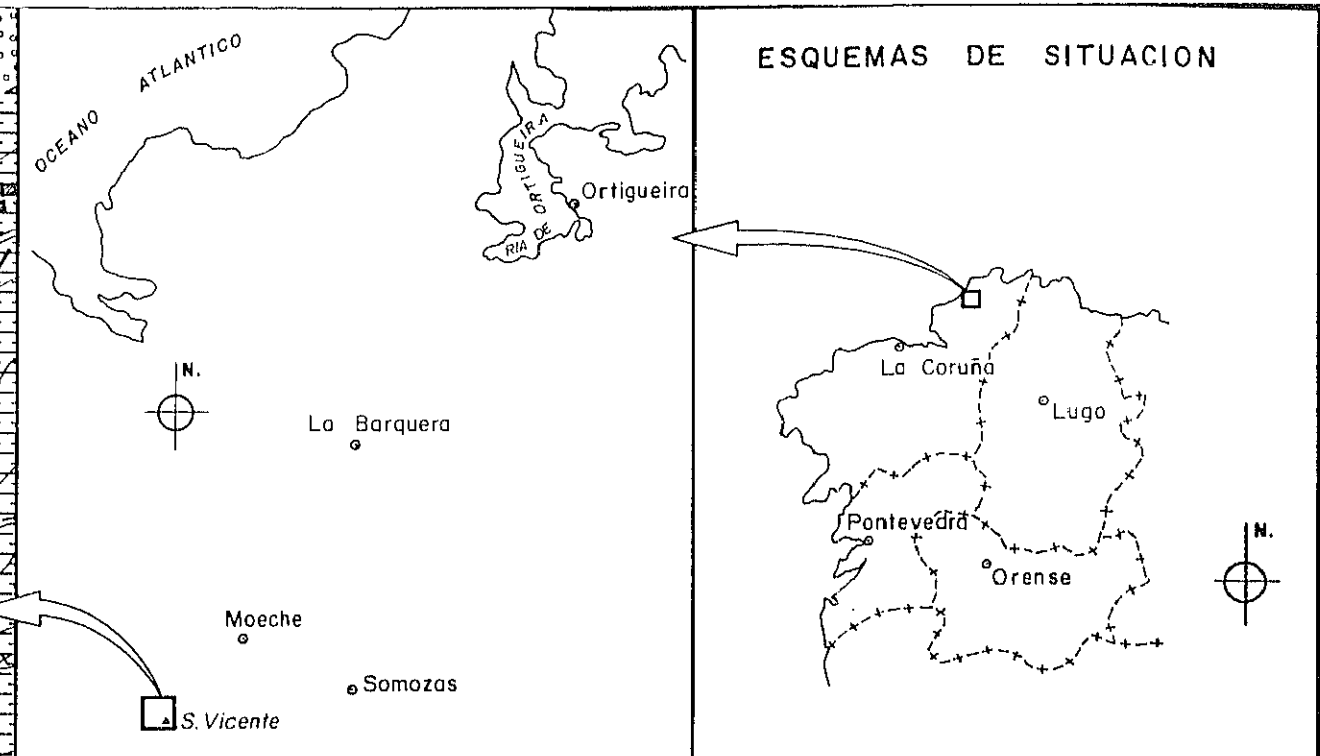 ESQUEMAS DE SITUACION
OCEANO ATLANTICO
RIA DE ORTIGUEIRA
Ortigueira
N.
La Barquera
Moeche
Somozas
S. Vicente
La Coruña
Lugo
Pontevedra
Orense
N.